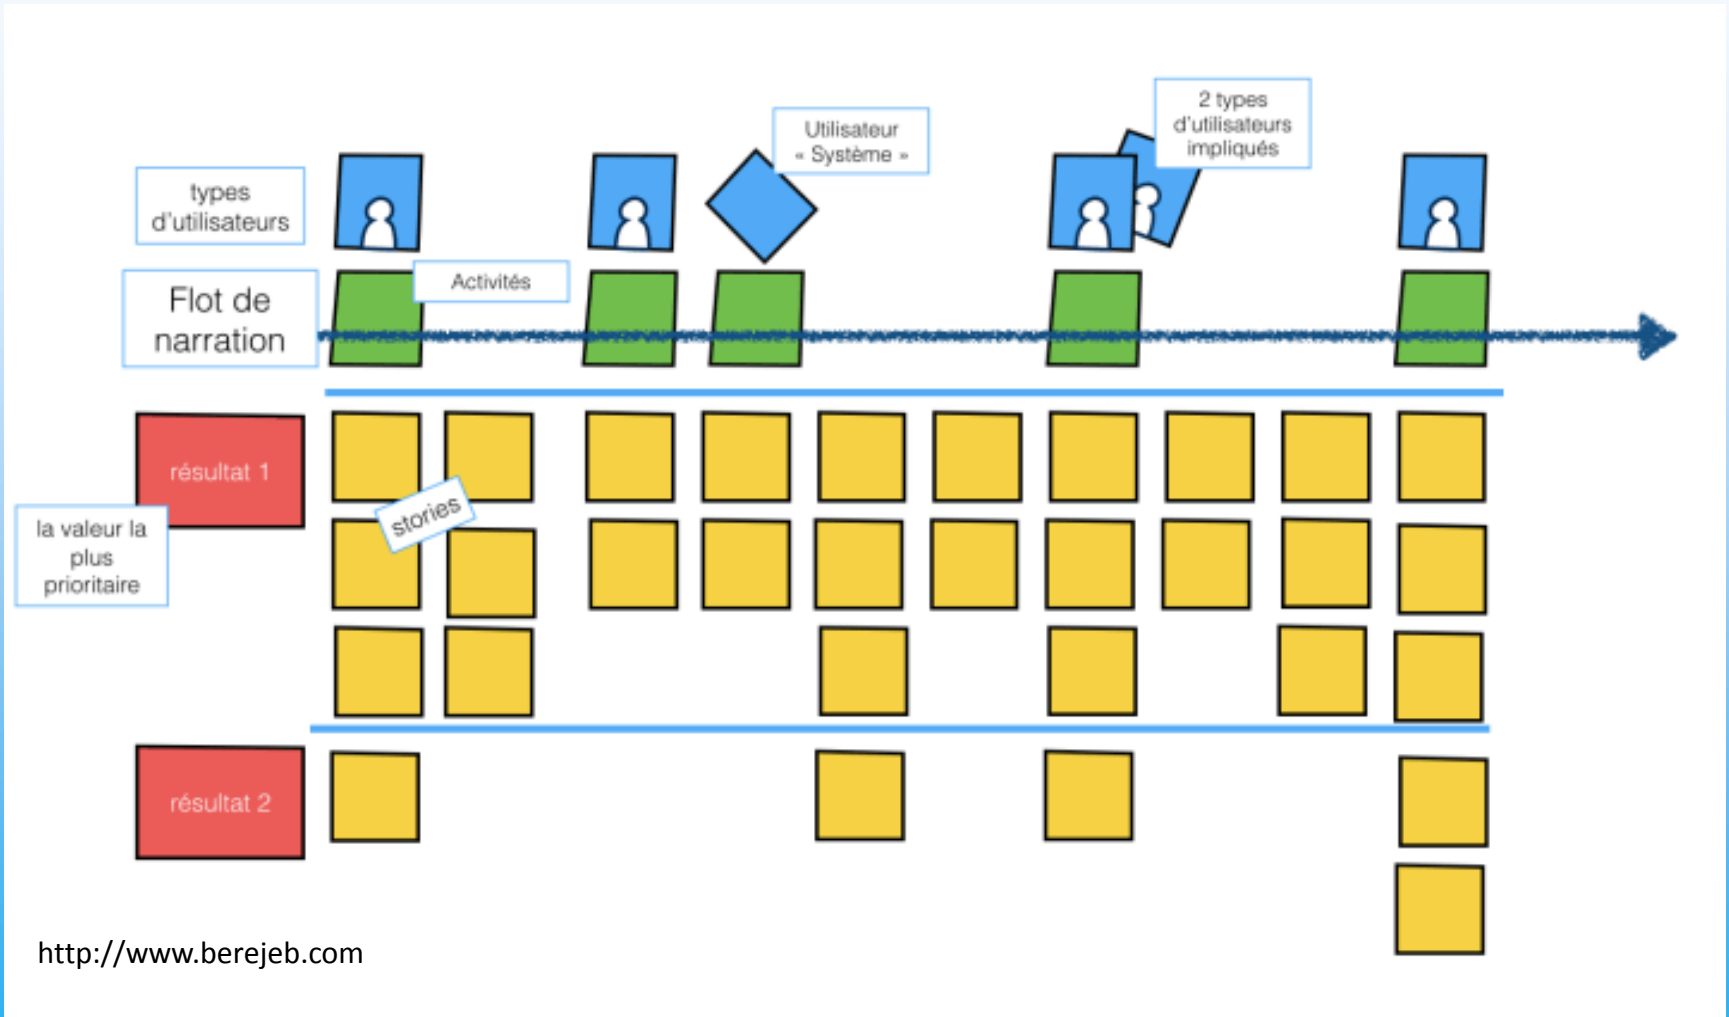 2 types
d'utilisateurs
impliqués
Utilisateur
« Système »
types
d'utilisateurs
Activités
Flot de
narration
résultat 1
stories
la valeur la
plus
prioritaire
résultat 2
http://www.berejeb.com